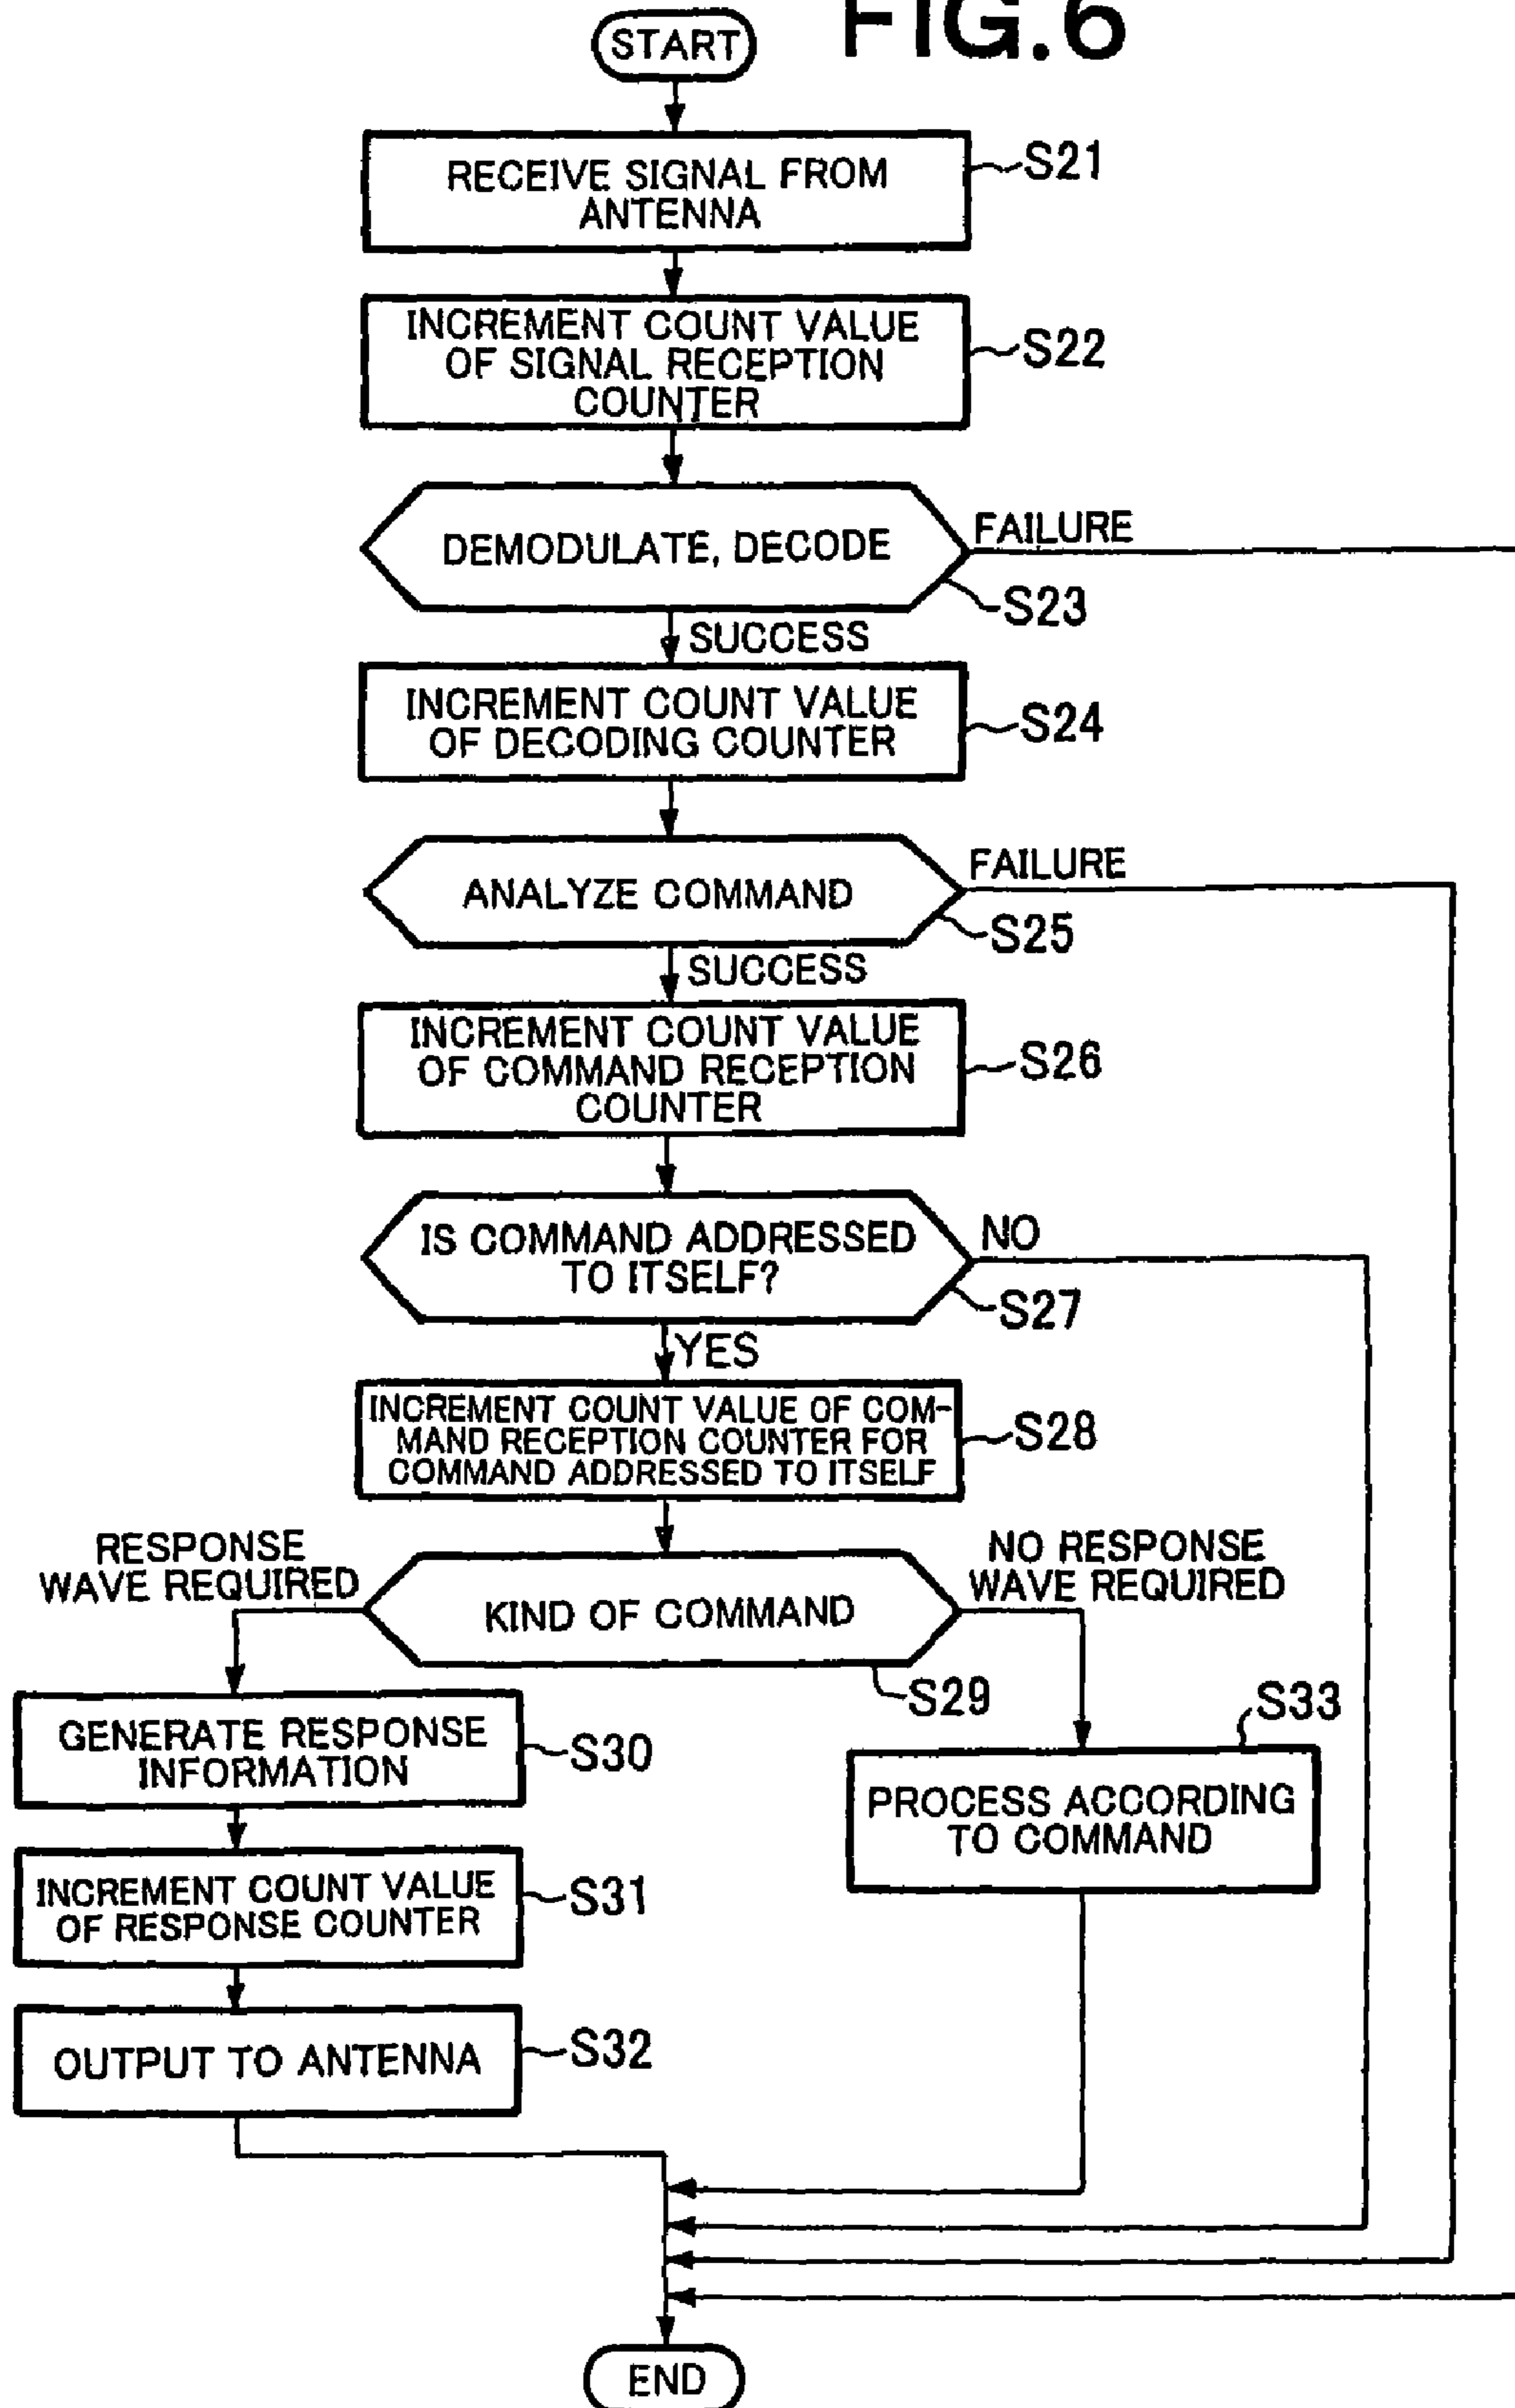 FIG.6
START
RECEIVE SIGNAL FROM
ANTENNA
S21
INCREMENT COUNT VALUE
OF SIGNAL RECEPTION
COUNTER
S22
DEMODULATE, DECODE
FAILURE
S23
SUCCESS
INCREMENT COUNT VALUE
OF DECODING COUNTER
S24
ANALYZE COMMAND
FAILURE
S25
SUCCESS
INCREMENT COUNT VALUE
OF COMMAND RECEPTION
COUNTER
S26
IS COMMAND ADDRESSED
TO ITSELF?
NO
S27
YES
INCREMENT COUNT VALUE OF COM-
MAND RECEPTION COUNTER FOR
COMMAND ADDRESSED TO ITSELF
S28
RESPONSE
WAVE REQUIRED
KIND OF COMMAND
NO RESPONSE
WAVE REQUIRED
S29
GENERATE RESPONSE
INFORMATION
S30
S33
PROCESS ACCORDING
TO COMMAND
INCREMENT COUNT VALUE
OF RESPONSE COUNTER
S31
OUTPUT TO ANTENNA
S32
END